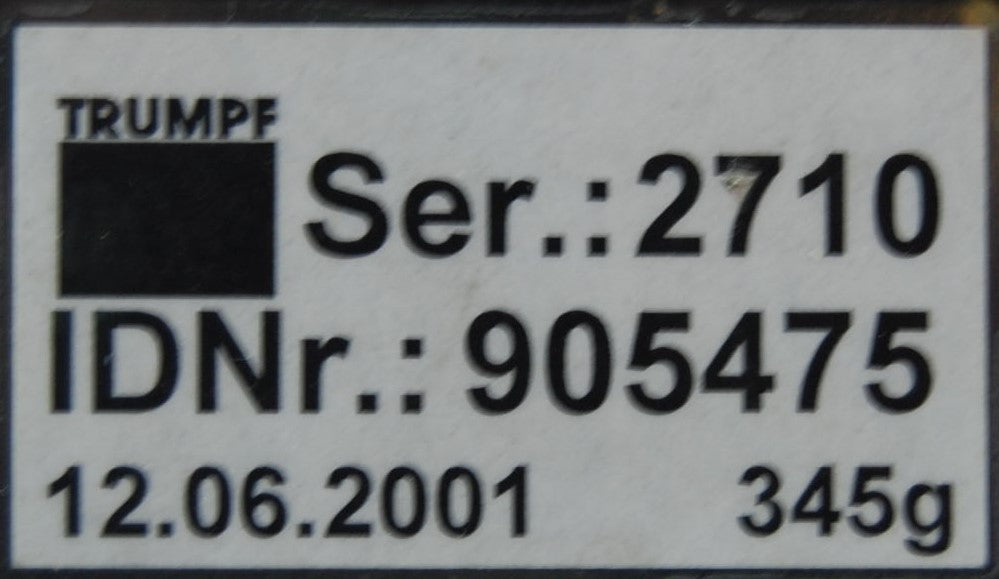 TRUMPF
Ser.:2710
IDNr.: 905475
12.06.2001 345g